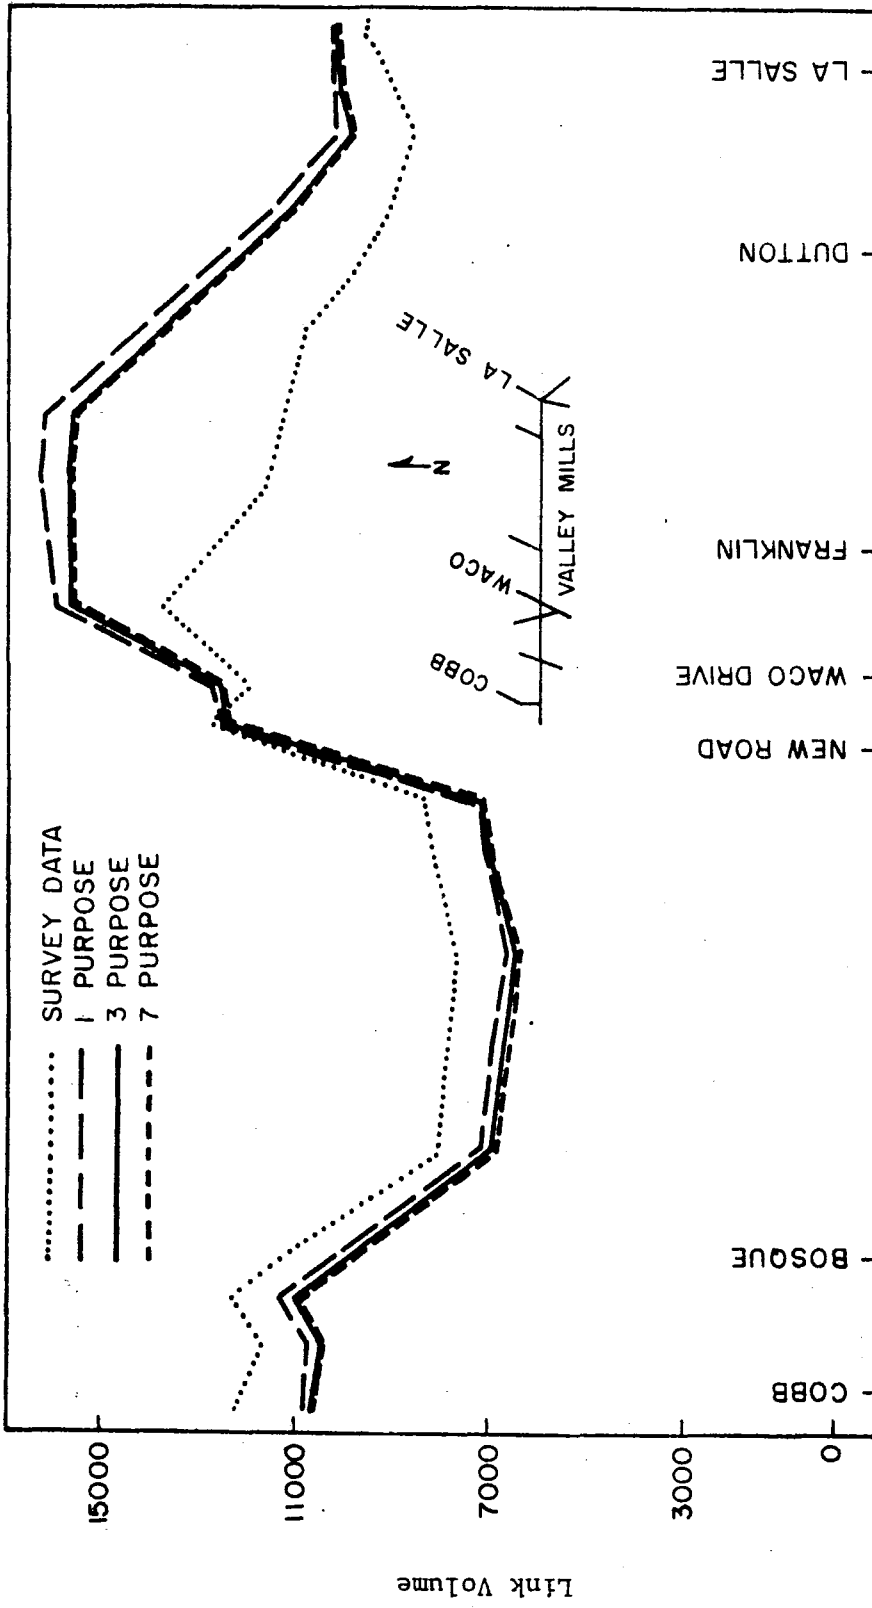 SURVEY DATA
1 PURPOSE
3 PURPOSE
7 PURPOSE
Link Volume
15000
11000
7000
3000
0
COBB
BOSQUE
NEW ROAD
WACO DRIVE
FRANKLIN
DUTTON
LA SALLE
N
COBB
WACO
LA SALLE
VALLEY MILLS